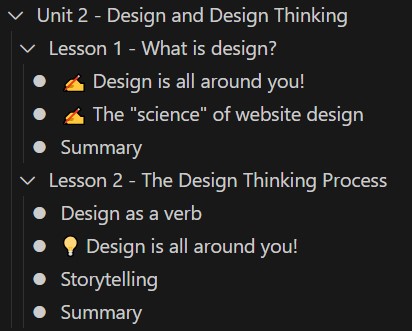 Unit 2 - Design and Design Thinking
Lesson 1 - What is design?
✍️ Design is all around you!
✍️ The "science" of website design
Summary
Lesson 2 - The Design Thinking Process
Design as a verb
💡 Design is all around you!
Storytelling
Summary